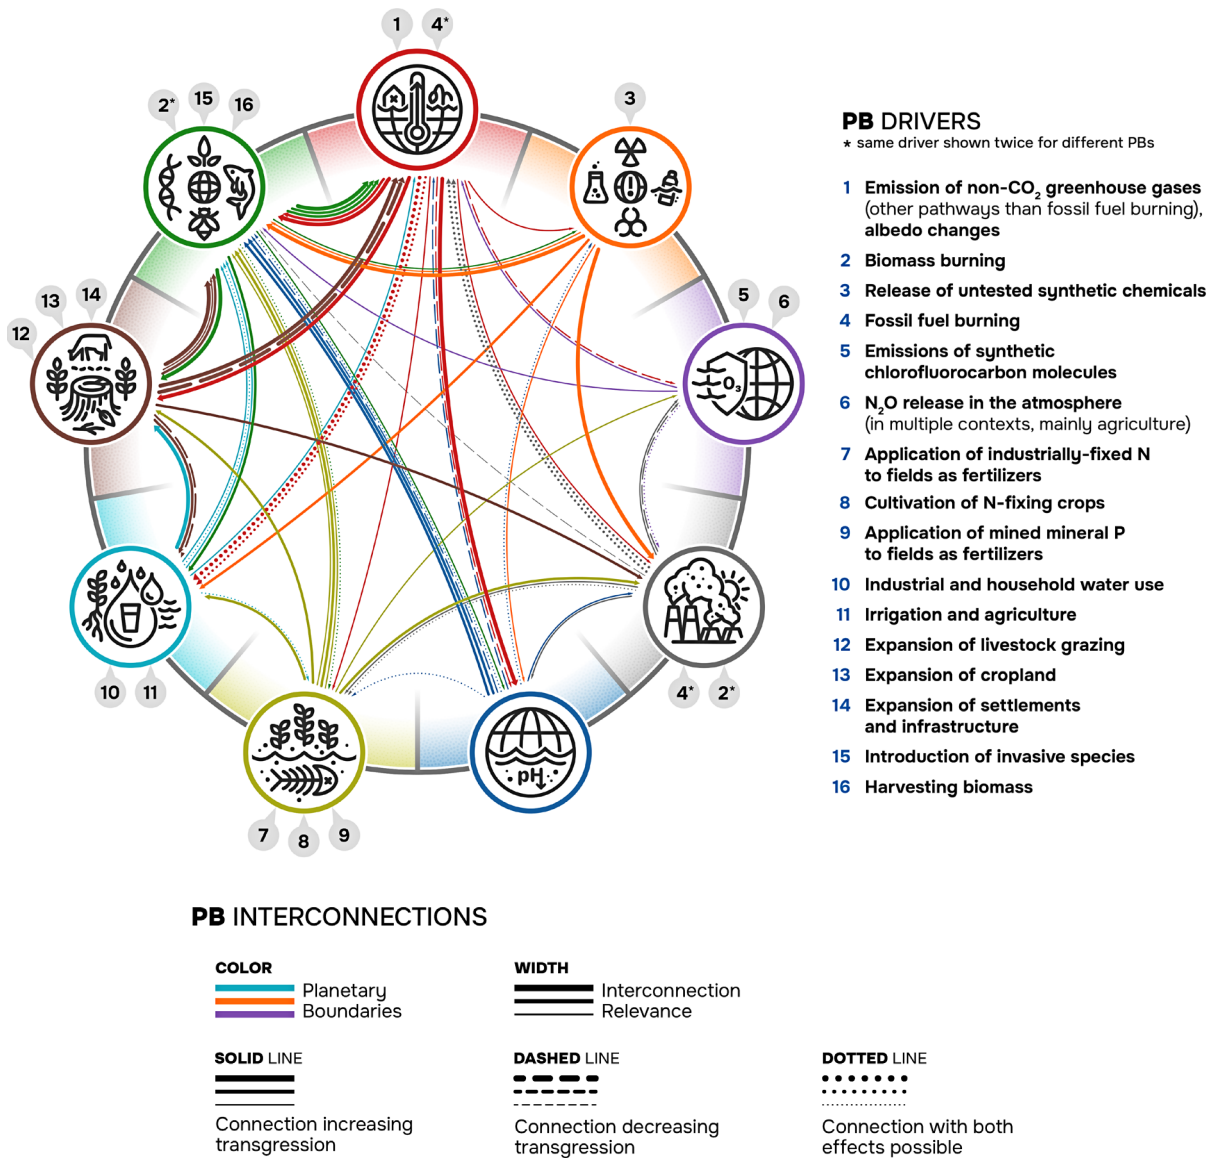 1 4*
2* 15 16
3
13 14
12
5 6
O₃
10 11
4* 2*
pH
7 8 9
PB DRIVERS
* same driver shown twice for different PBs
1 Emission of non-CO₂ greenhouse gases
(other pathways than fossil fuel burning),
albedo changes
2 Biomass burning
3 Release of untested synthetic chemicals
4 Fossil fuel burning
5 Emissions of synthetic
chlorofluorocarbon molecules
6 N₂O release in the atmosphere
(in multiple contexts, mainly agriculture)
7 Application of industrially-fixed N
to fields as fertilizers
8 Cultivation of N-fixing crops
9 Application of mined mineral P
to fields as fertilizers
10 Industrial and household water use
11 Irrigation and agriculture
12 Expansion of livestock grazing
13 Expansion of cropland
14 Expansion of settlements
and infrastructure
15 Introduction of invasive species
16 Harvesting biomass
PB INTERCONNECTIONS
COLOR
Planetary
Boundaries
WIDTH
Interconnection
Relevance
SOLID LINE
Connection increasing
transgression
DASHED LINE
Connection decreasing
transgression
DOTTED LINE
Connection with both
effects possible